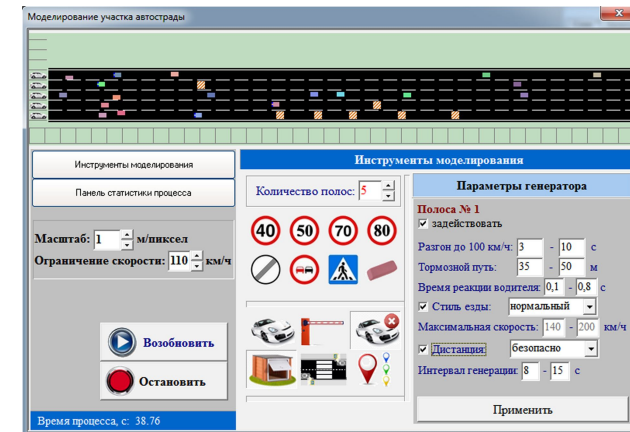 Моделирование участка автострады
Инструменты моделирования
Панель статистики процесса
Масштаб: 1 м/пиксел
Ограничение скорости: 110 км/ч
Возобновить
Остановить
Время процесса, с: 38.76
Инструменты моделирования
Количество полос: 5
40 50 70 80
Параметры генератора
Полоса № 1
задействовать
Разгон до 100 км/ч: 3 - 10 с
Тормозной путь: 35 - 50 м
Время реакции водителя: 0,1 - 0,8 с
Стиль езды: нормальный
Максимальная скорость: 140 - 200 км/ч
Дистанция: безопасно
Интервал генерации: 8 - 15 с
Применить